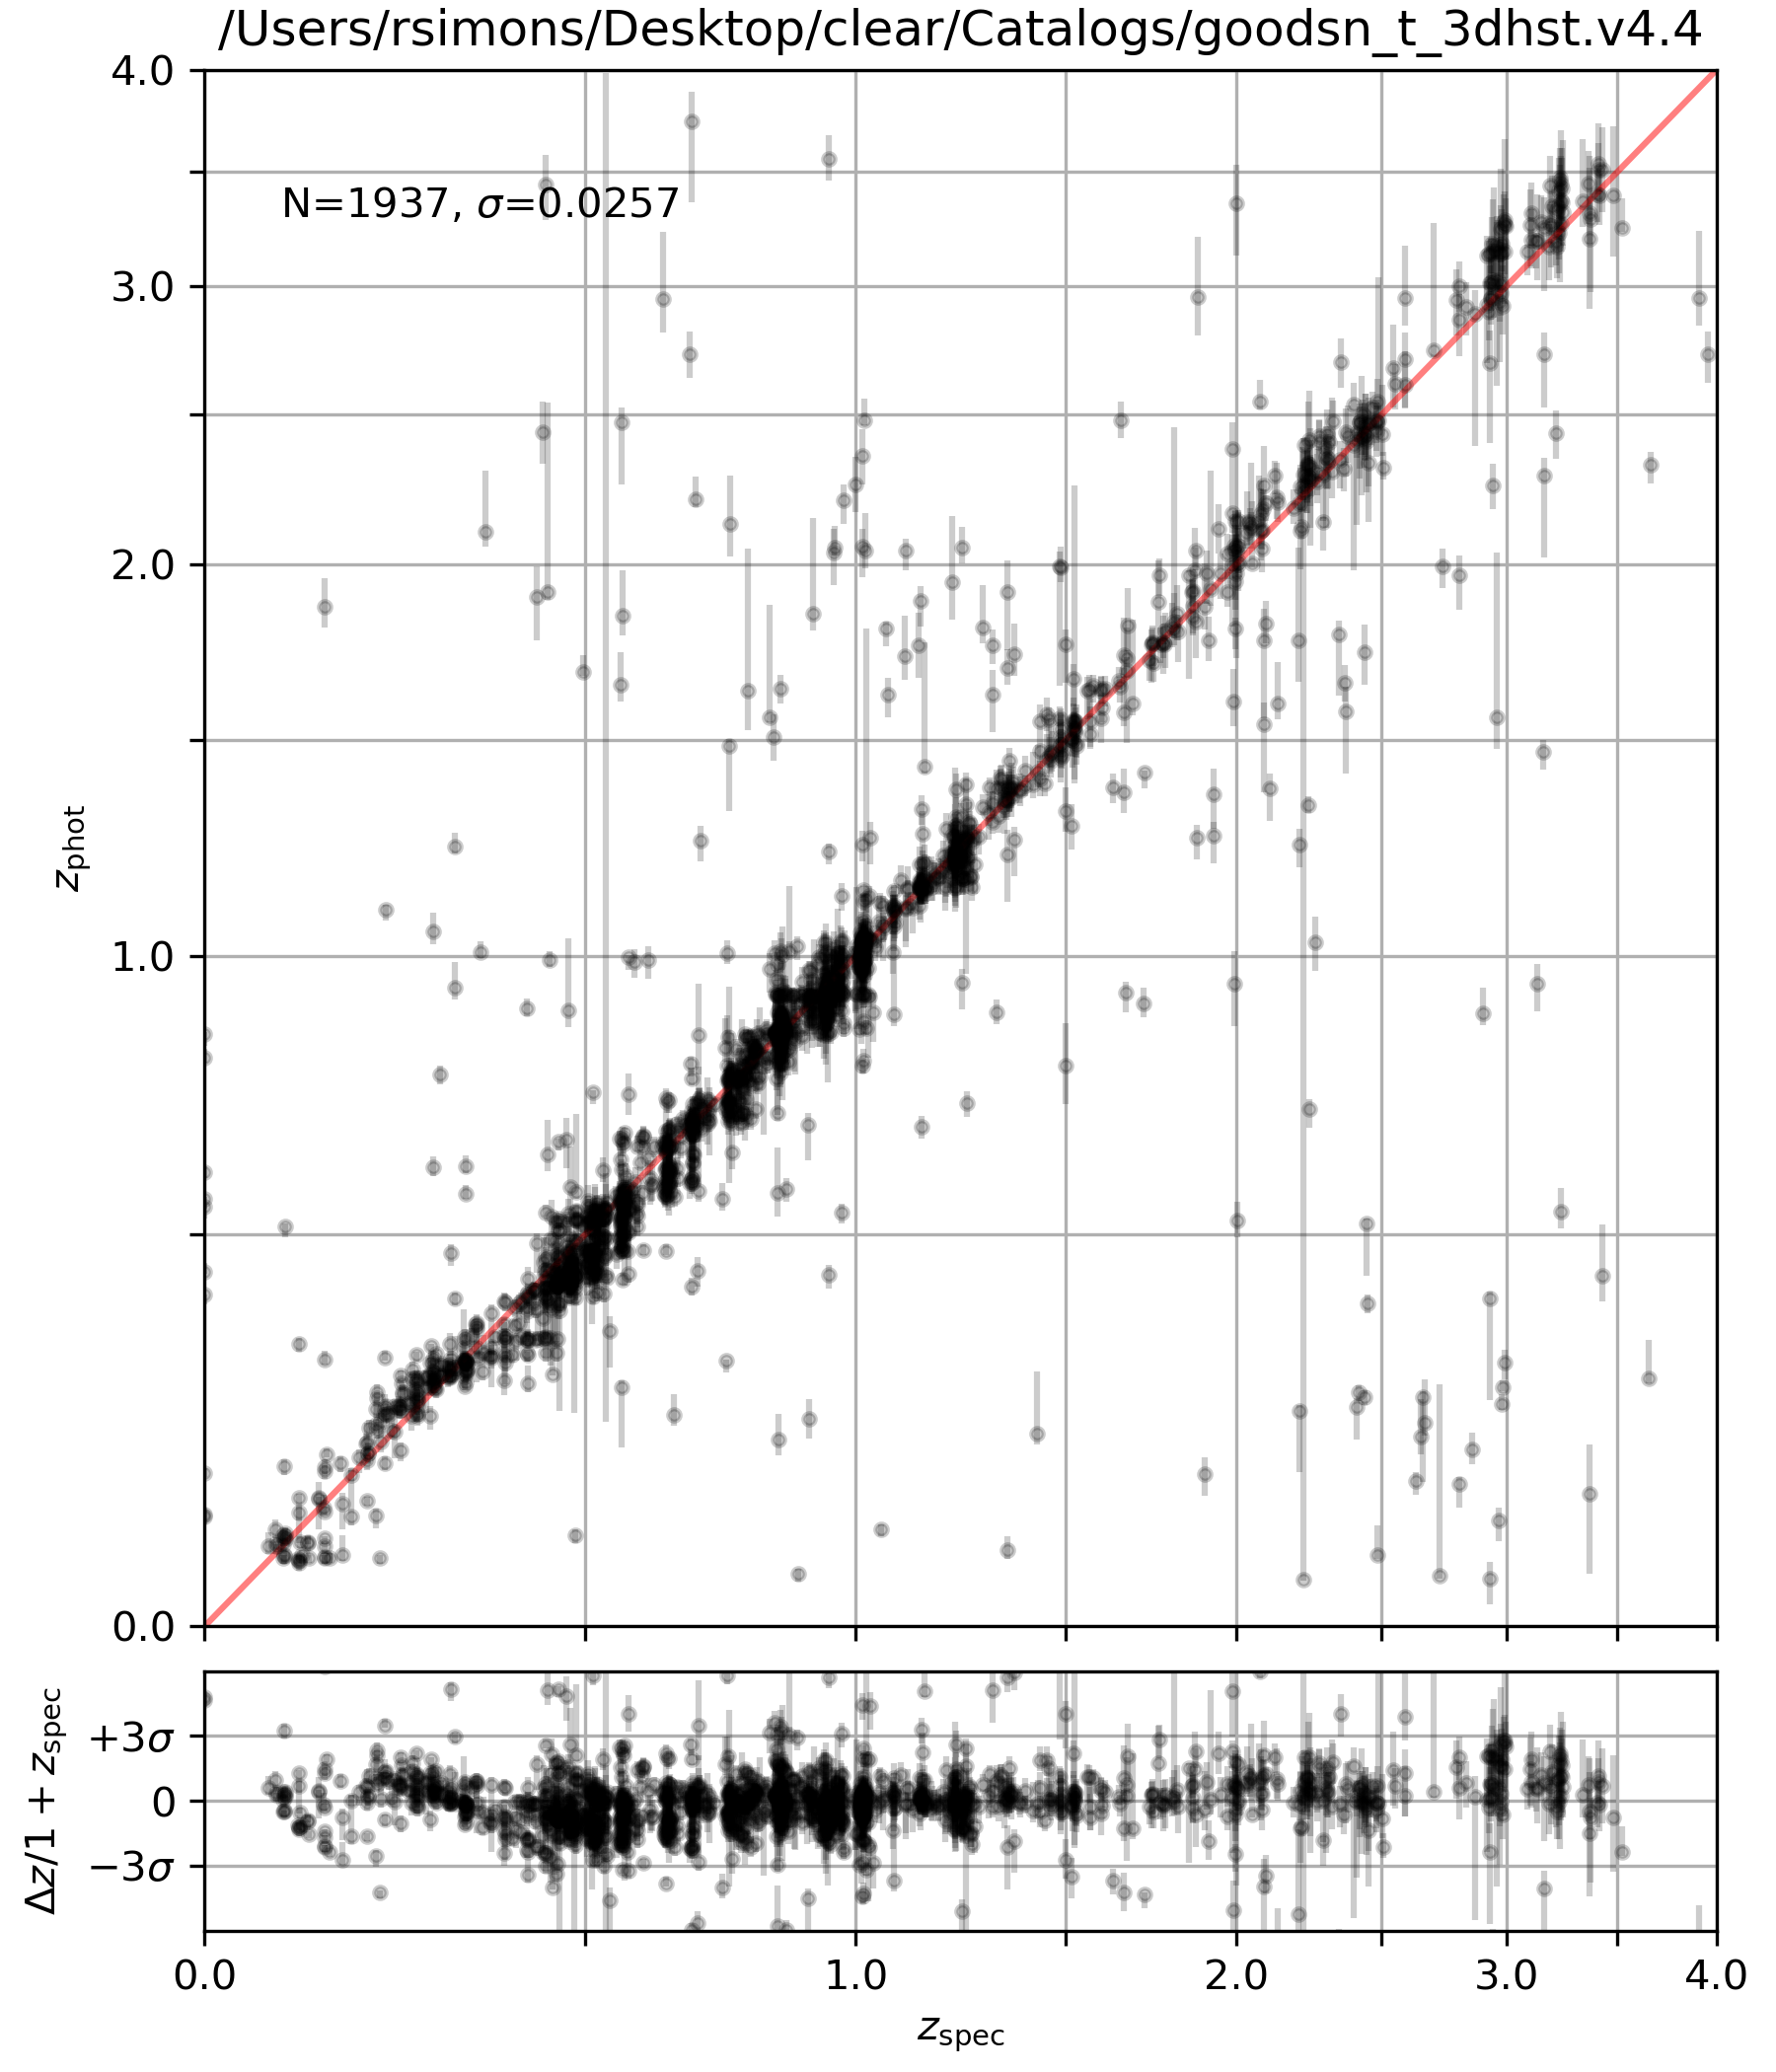 /Users/rsimons/Desktop/clear/Catalogs/goodsn_t_3dhst.v4.4
4.0
N=1937, σ=0.0257
3.0
2.0
z_phot
1.0
0.0
Δz/1 + z_spec
+3σ
0
−3σ
0.0 1.0 2.0 3.0 4.0
z_spec